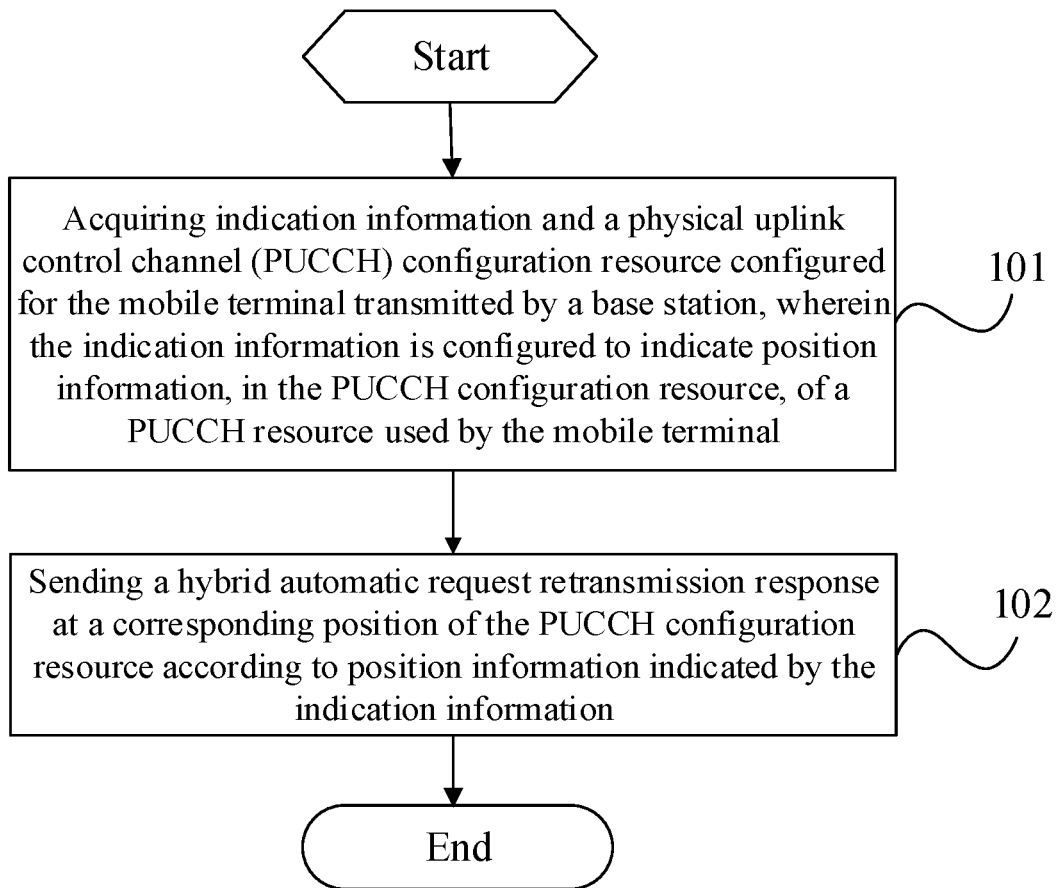 Start
Acquiring indication information and a physical uplink
control channel (PUCCH) configuration resource configured
for the mobile terminal transmitted by a base station, wherein
the indication information is configured to indicate position
information, in the PUCCH configuration resource, of a
PUCCH resource used by the mobile terminal
101
Sending a hybrid automatic request retransmission response
at a corresponding position of the PUCCH configuration
resource according to position information indicated by the
indication information
102
End